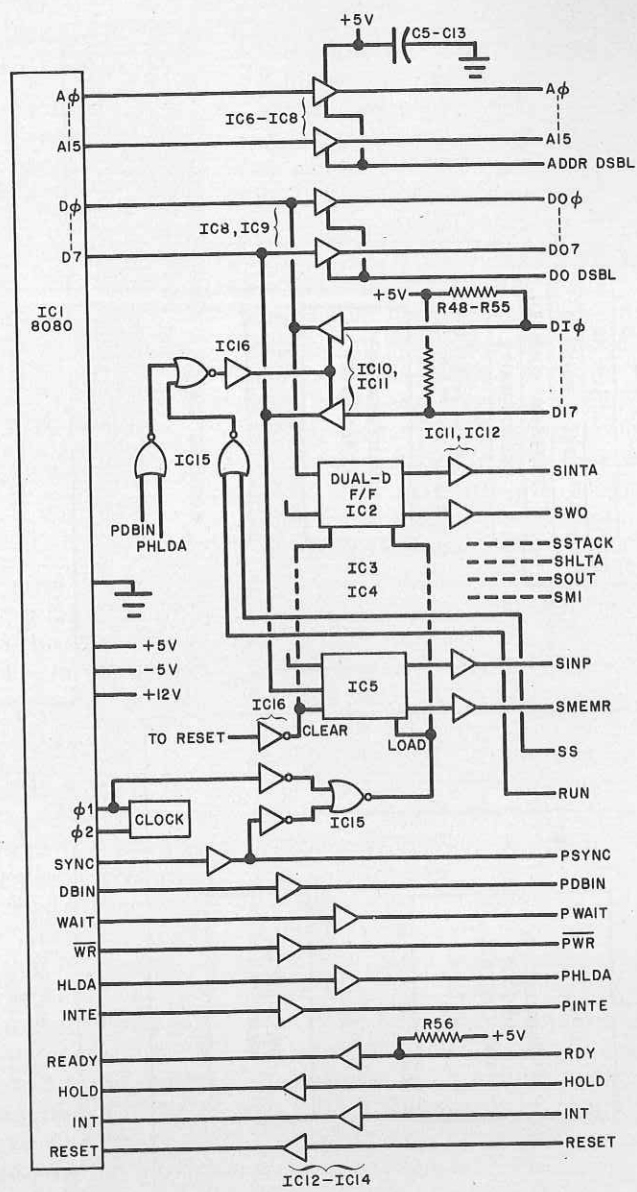 +5V
C5-C13
Aϕ
Aϕ
IC6-IC8
A15
A15
ADDR DSBL
Dϕ
DOϕ
IC8, IC9
D7
DO7
DO DSBL
+5V
R48-R55
IC1
8080
IC16
DIϕ
IC10,
IC11
DI7
IC11, IC12
IC15
DUAL-D
F/F
IC2
SINTA
PDBIN
PHLDA
SWO
SSTACK
IC3
SHLTA
IC4
SOUT
SMI
+5V
-5V
+12V
IC5
SINP
IC16
SMEMR
TO RESET
CLEAR
LOAD
SS
RUN
ϕ1
CLOCK
IC15
ϕ2
SYNC
PSYNC
DBIN
PDBIN
WAIT
PWAIT
W̅R̅
P̅W̅R̅
HLDA
PHLDA
INTE
PINTE
R56
+5V
READY
RDY
HOLD
HOLD
INT
INT
RESET
RESET
IC12-IC14